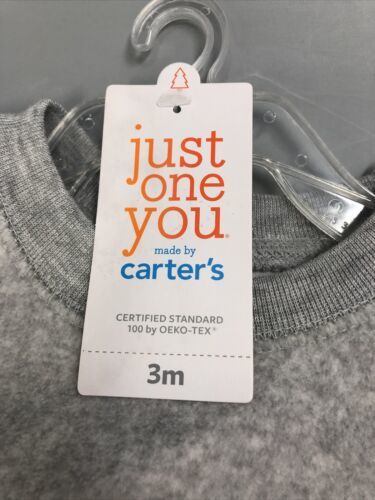 just
one
you®
made by
carter's
CERTIFIED STANDARD
100 by OEKO-TEX®
3m